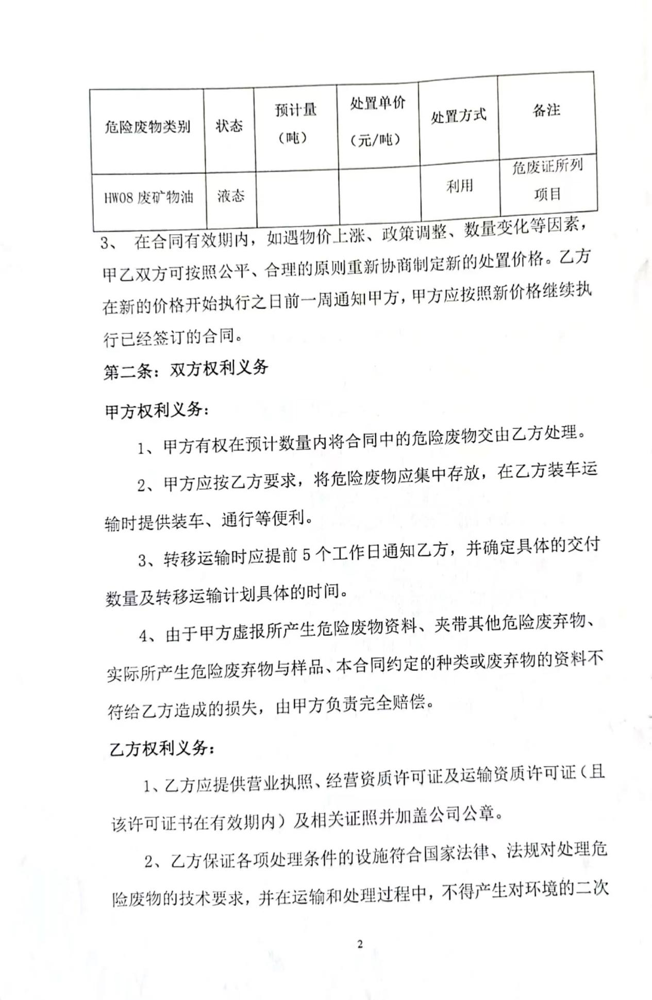 危险废物类别 状态 预计量（吨） 处置单价（元/吨） 处置方式 备注
HW08 废矿物油 液态 利用 危废证所列项目
3、 在合同有效期内，如遇物价上涨、政策调整、数量变化等因素，
甲乙双方可按照公平、合理的原则重新协商制定新的处置价格。乙方
在新的价格开始执行之日前一周通知甲方，甲方应按照新价格继续执
行已经签订的合同。
第二条：双方权利义务
甲方权利义务：
1、甲方有权在预计数量内将合同中的危险废物交由乙方处理。
2、甲方应按乙方要求，将危险废物应集中存放，在乙方装车运
输时提供装车、通行等便利。
3、转移运输时应提前 5 个工作日通知乙方，并确定具体的交付
数量及转移运输计划具体的时间。
4、由于甲方虚报所产生危险废物资料、夹带其他危险废弃物、
实际所产生危险废弃物与样品、本合同约定的种类或废弃物的资料不
符给乙方造成的损失，由甲方负责完全赔偿。
乙方权利义务：
1、乙方应提供营业执照、经营资质许可证及运输资质许可证（且
该许可证书在有效期内）及相关证照并加盖公司公章。
2、乙方保证各项处理条件的设施符合国家法律、法规对处理危
险废物的技术要求，并在运输和处理过程中，不得产生对环境的二次
2